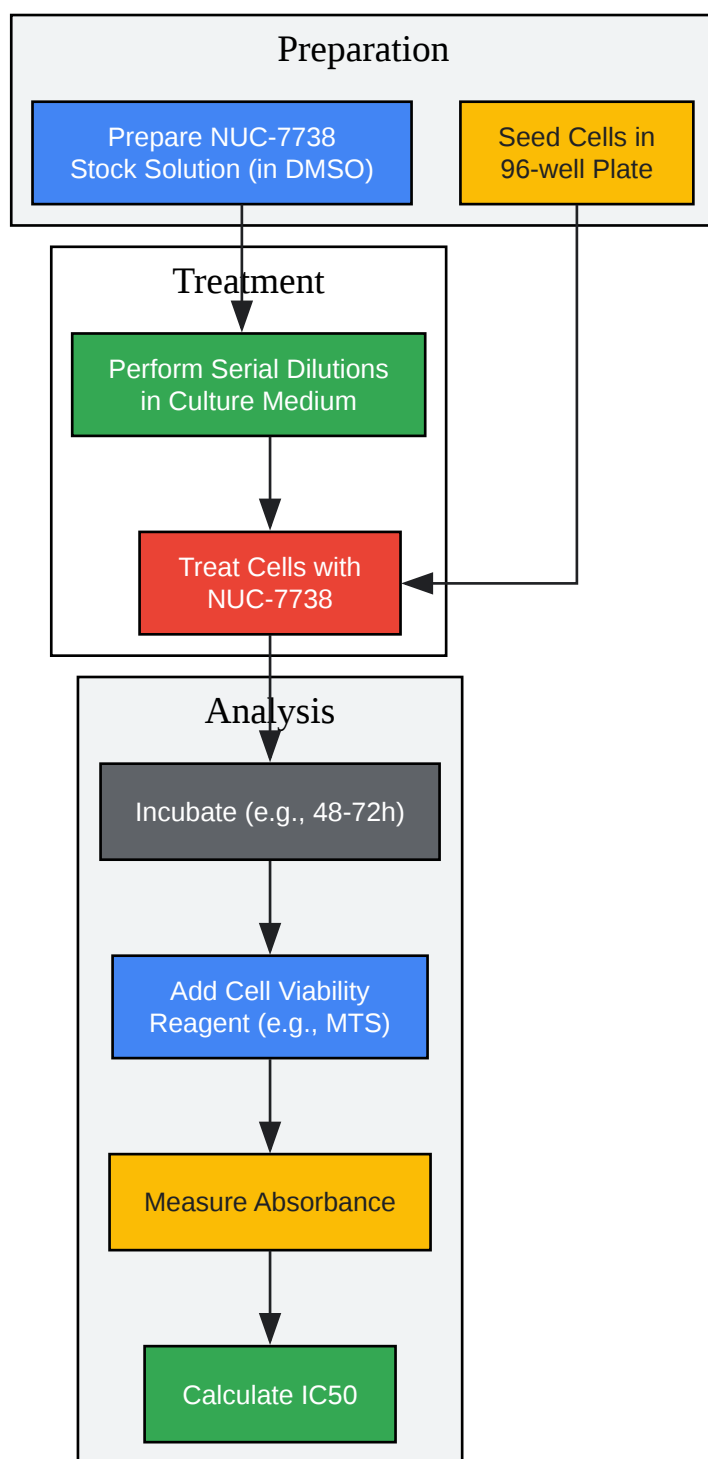 Preparation
Prepare NUC-7738
Stock Solution (in DMSO)
Seed Cells in
96-well Plate
Treatment
Perform Serial Dilutions
in Culture Medium
Treat Cells with
NUC-7738
Analysis
Incubate (e.g., 48-72h)
Add Cell Viability
Reagent (e.g., MTS)
Measure Absorbance
Calculate IC50